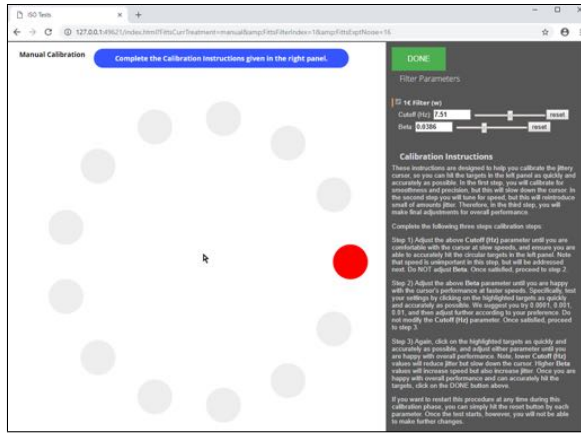 ISO Tests
127.0.0.1:49621/index.html?FittsCurrTreatment=manual&amp;FittsFilterIndex=1&amp;FittsExptNoise=16
Manual Calibration
Complete the Calibration Instructions given in the right panel.
DONE
Filter Parameters
1€ Filter (w)
Cutoff (Hz) 7.51 reset
Beta 0.0386 reset
Calibration Instructions
These instructions are designed to help you calibrate the jittery
cursor, so you can hit the targets in the left panel as quickly and
accurately as possible. In the first step, you will calibrate for
smoothness and precision, but this will slow down the cursor. In
the second step you will tune for speed, but this will reintroduce
small of amounts jitter. Therefore, in the third step, you will
make final adjustments for overall performance.
Complete the following three steps calibration steps:
Step 1) Adjust the above Cutoff (Hz) parameter until you are
comfortable with the cursor at slow speeds, and ensure you are
able to accurately hit the circular targets in the left panel. Note
that speed is unimportant in this step, but will be addressed
next. Do NOT adjust Beta. Once satisfied, proceed to step 2.
Step 2) Adjust the above Beta parameter until you are happy
with the cursor's performance at faster speeds. Specifically, test
your settings by clicking on the highlighted targets as quickly
and accurately as possible. We suggest you try 0.0001, 0.001,
0.01, and then adjust further according to your preference. Do
not modify the Cutoff (Hz) parameter. Once satisfied, proceed
to step 3.
Step 3) Again, click on the highlighted targets as quickly and
accurately as possible, and adjust either parameter until you
are happy with overall performance. Note, lower Cutoff (Hz)
values will reduce jitter but slow down the cursor. Higher Beta
values will increase speed but also increase jitter. Once you are
happy with overall performance and can accurately hit the
targets, click on the DONE button above.
If you want to restart this procedure at any time during this
calibration phase, you can simply hit the reset button by each
parameter. Once the test starts, however, you will not be able
to make further changes.